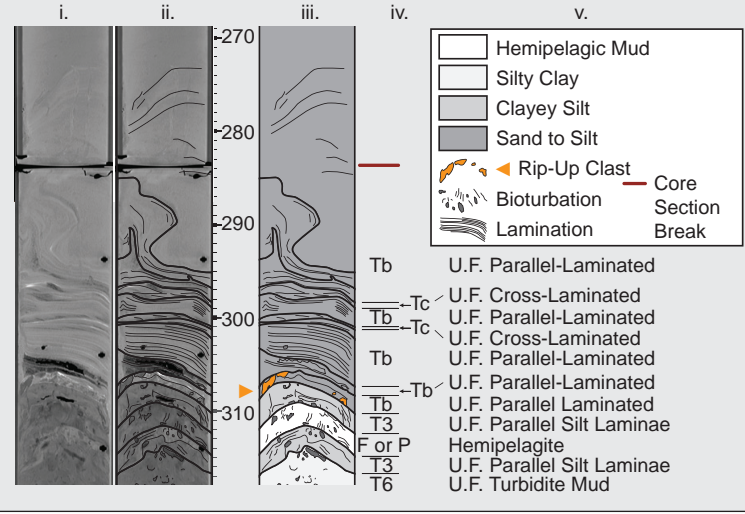 i. ii. iii. iv. v.
270
280
290
300
310
Hemipelagic Mud
Silty Clay
Clayey Silt
Sand to Silt
Rip-Up Clast
Bioturbation
Lamination
Core
Section
Break
Tb U.F. Parallel-Laminated
Tc U.F. Cross-Laminated
Tb U.F. Parallel-Laminated
Tc U.F. Cross-Laminated
Tb U.F. Parallel-Laminated
Tb U.F. Parallel-Laminated
Tb U.F. Parallel Laminated
T3 U.F. Parallel Silt Laminae
F or P Hemipelagite
T3 U.F. Parallel Silt Laminae
T6 U.F. Turbidite Mud